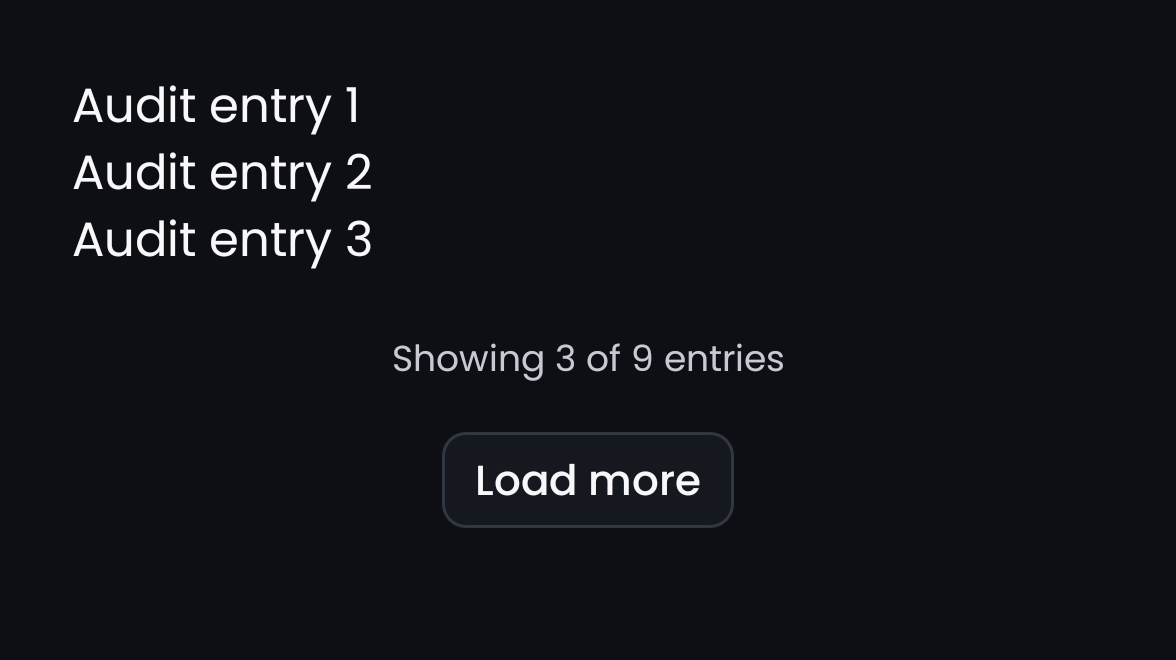 Audit entry 1
Audit entry 2
Audit entry 3
Showing 3 of 9 entries
Load more